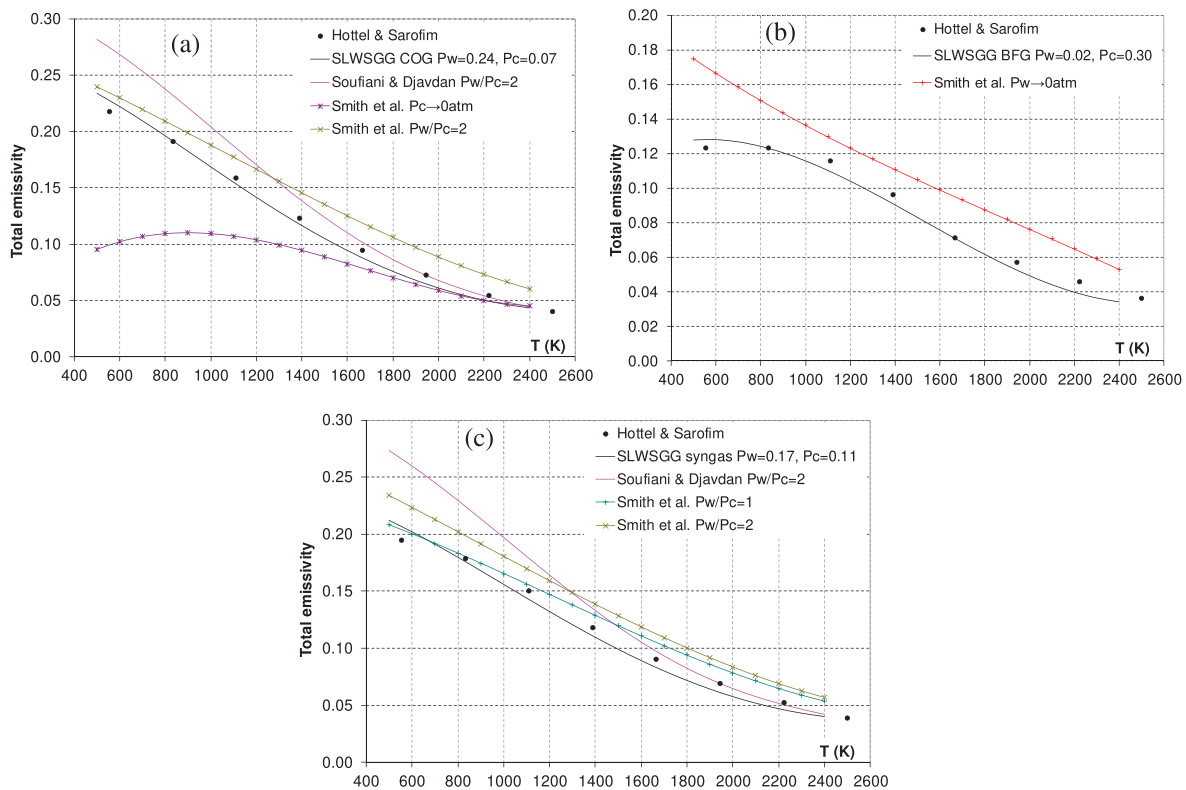 (a)
Hottel & Sarofim
SLWSGG COG Pw=0.24, Pc=0.07
Soufiani & Djavdan Pw/Pc=2
Smith et al. Pc→0atm
Smith et al. Pw/Pc=2
Total emissivity
0.30
0.25
0.20
0.15
0.10
0.05
0.00
T (K)
400 600 800 1000 1200 1400 1600 1800 2000 2200 2400 2600
(b)
Hottel & Sarofim
SLWSGG BFG Pw=0.02, Pc=0.30
Smith et al. Pw→0atm
Total emissivity
0.20
0.18
0.16
0.14
0.12
0.10
0.08
0.06
0.04
0.02
0.00
T (K)
400 600 800 1000 1200 1400 1600 1800 2000 2200 2400 2600
(c)
Hottel & Sarofim
SLWSGG syngas Pw=0.17, Pc=0.11
Soufiani & Djavdan Pw/Pc=2
Smith et al. Pw/Pc=1
Smith et al. Pw/Pc=2
Total emissivity
0.30
0.25
0.20
0.15
0.10
0.05
0.00
T (K)
400 600 800 1000 1200 1400 1600 1800 2000 2200 2400 2600